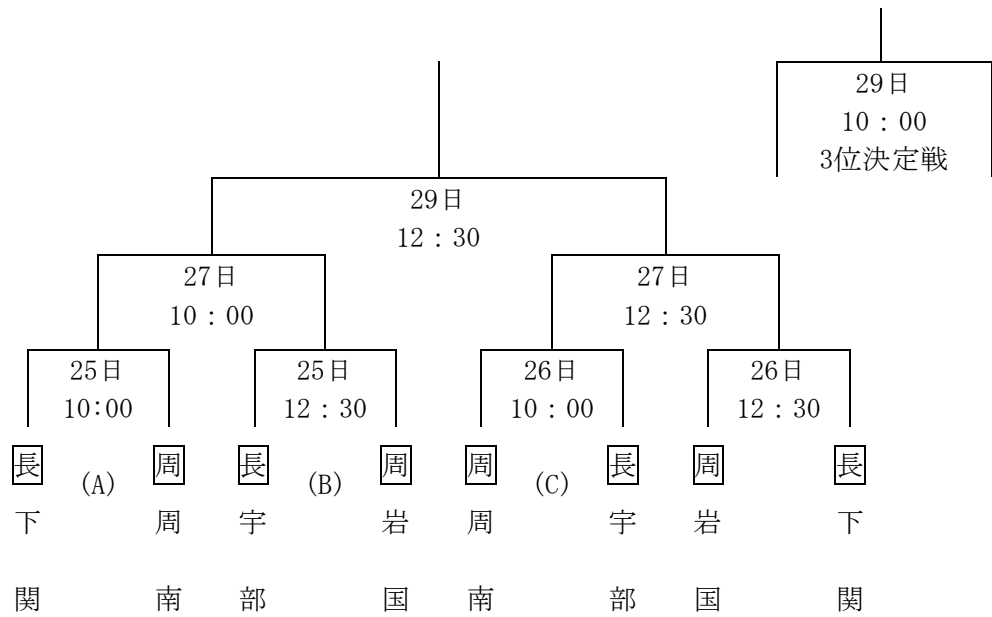 29日
10：00
3位決定戦
29日
12：30
27日
10：00
27日
12：30
25日
10:00
25日
12：30
26日
10：00
26日
12：30
長 (A) 周 長 (B) 周 周 (C) 長 周 長
下関
周南
宇部
岩国
周南
宇部
岩国
下関